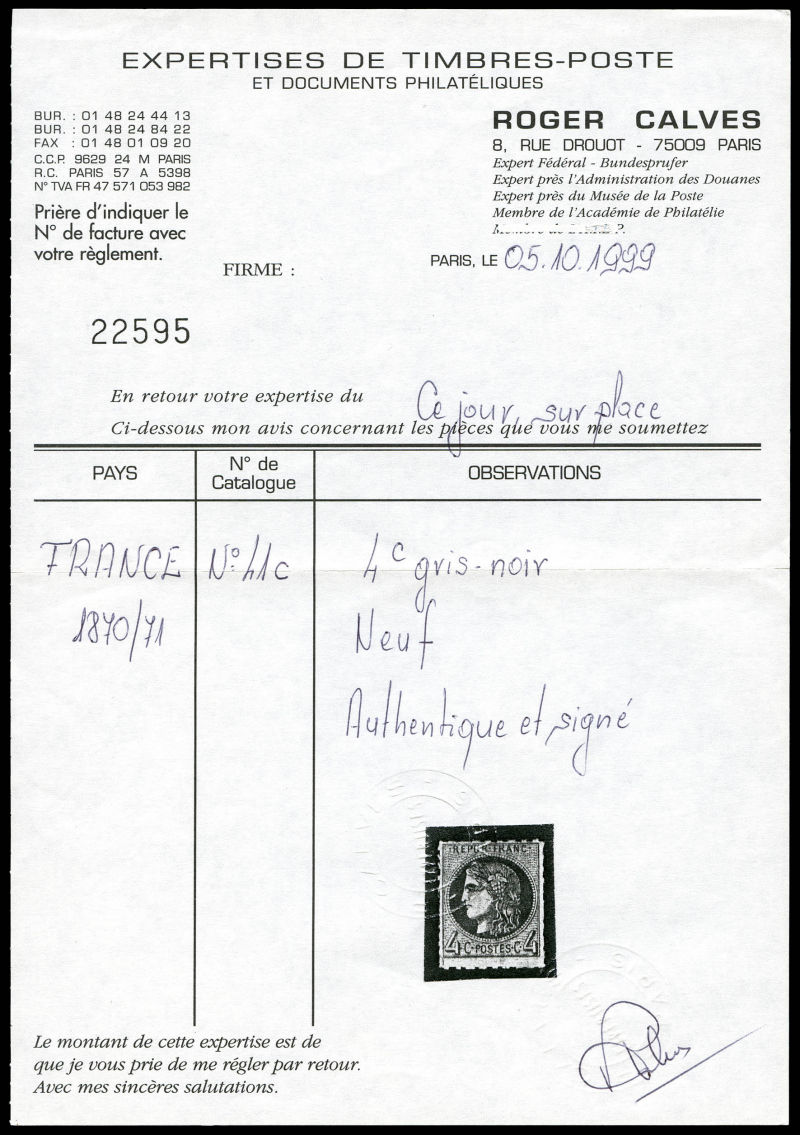 EXPERTISES DE TIMBRES-POSTE
ET DOCUMENTS PHILATÉLIQUES
BUR. : 01 48 24 44 13
BUR. : 01 48 24 84 22
FAX : 01 48 01 09 20
C.C.P. 9629 24 M PARIS
R.C. PARIS 57 A 5398
N° TVA FR 47 571 053 982
Prière d'indiquer le
N° de facture avec
votre règlement.
ROGER CALVES
8, RUE DROUOT - 75009 PARIS
Expert Fédéral - Bundesprufer
Expert près l'Administration des Douanes
Expert près du Musée de la Poste
Membre de l'Académie de Philatélie
Membre de
FIRME :
PARIS, LE 05.10.1999
22595
En retour votre expertise du Ce jour, sur place
Ci-dessous mon avis concernant les pièces que vous me soumettez
PAYS N° de Catalogue OBSERVATIONS
FRANCE N° 41c 4c gris-noir
1870/71 Neuf
Authentique et signé
REPUB·FRANC·
4 C·POSTES·C·4
Le montant de cette expertise est de
que je vous prie de me régler par retour.
Avec mes sincères salutations.